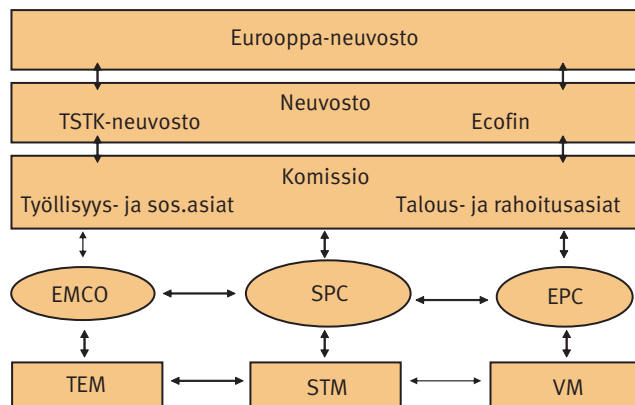 Eurooppa-neuvosto
Neuvosto
TSTK-neuvosto Ecofin
Komissio
Työllisyys- ja sos.asiat Talous- ja rahoitusasiat
EMCO SPC EPC
TEM STM VM